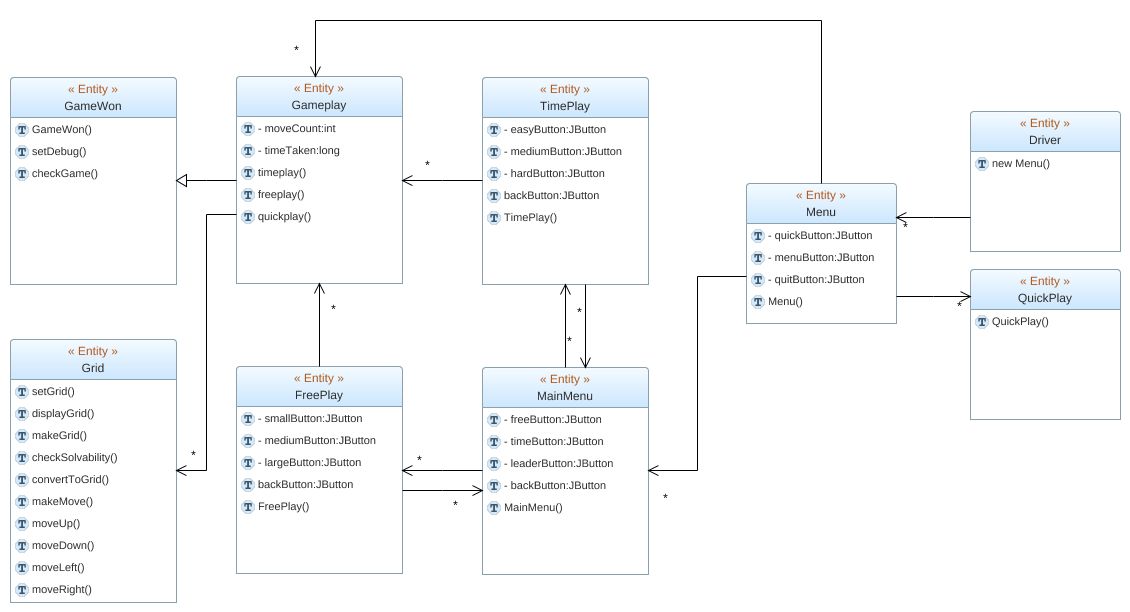 *
« Entity »
GameWon
GameWon()
setDebug()
checkGame()
« Entity »
Gameplay
- moveCount:int
- timeTaken:long
timeplay()
freeplay()
quickplay()
*
« Entity »
TimePlay
- easyButton:JButton
- mediumButton:JButton
- hardButton:JButton
backButton:JButton
TimePlay()
« Entity »
Menu
- quickButton:JButton
- menuButton:JButton
- quitButton:JButton
Menu()
*
« Entity »
Driver
new Menu()
*
« Entity »
QuickPlay
QuickPlay()
*
*
*
« Entity »
Grid
setGrid()
displayGrid()
makeGrid()
checkSolvability()
convertToGrid()
makeMove()
moveUp()
moveDown()
moveLeft()
moveRight()
*
« Entity »
FreePlay
- smallButton:JButton
- mediumButton:JButton
- largeButton:JButton
backButton:JButton
FreePlay()
*
*
« Entity »
MainMenu
- freeButton:JButton
- timeButton:JButton
- leaderButton:JButton
- backButton:JButton
MainMenu()
*